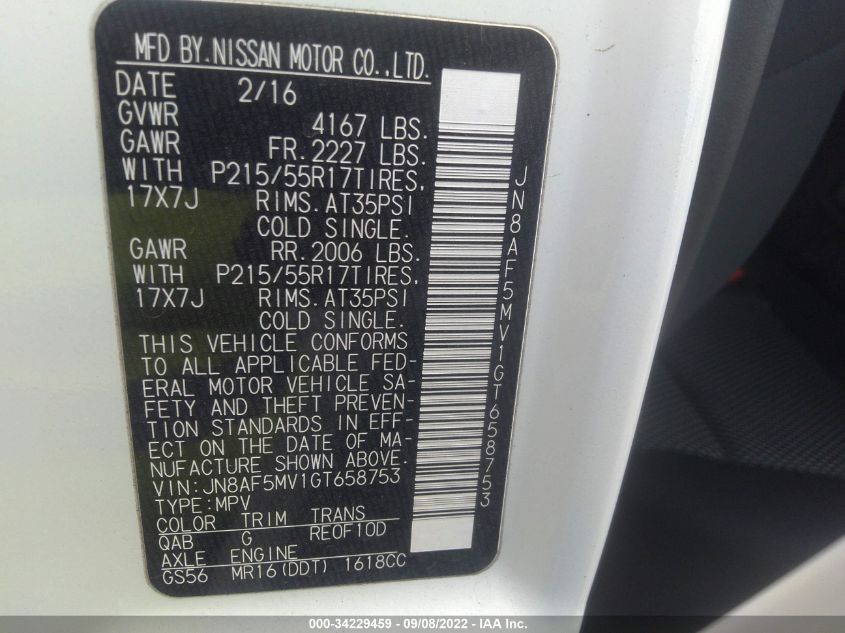 MFD BY.NISSAN MOTOR CO.,LTD.
DATE 2/16
GVWR 4167 LBS.
GAWR FR.2227 LBS.
WITH P215/55R17TIRES,
17X7J RIMS.AT35PSI
COLD SINGLE.
GAWR RR.2006 LBS.
WITH P215/55R17TIRES,
17X7J RIMS.AT35PSI
COLD SINGLE.
THIS VEHICLE CONFORMS
TO ALL APPLICABLE FED-
ERAL MOTOR VEHICLE SA-
FETY AND THEFT PREVEN-
TION STANDARDS IN EFF-
ECT ON THE DATE OF MA-
NUFACTURE SHOWN ABOVE.
VIN:JN8AF5MV1GT658753
TYPE:MPV
COLOR TRIM TRANS
QAB G REOF10D
AXLE ENGINE
GS56 MR16(DDT) 1618CC
JN8AF5MV1GT658753
000-34229459 - 09/08/2022 - IAA Inc.